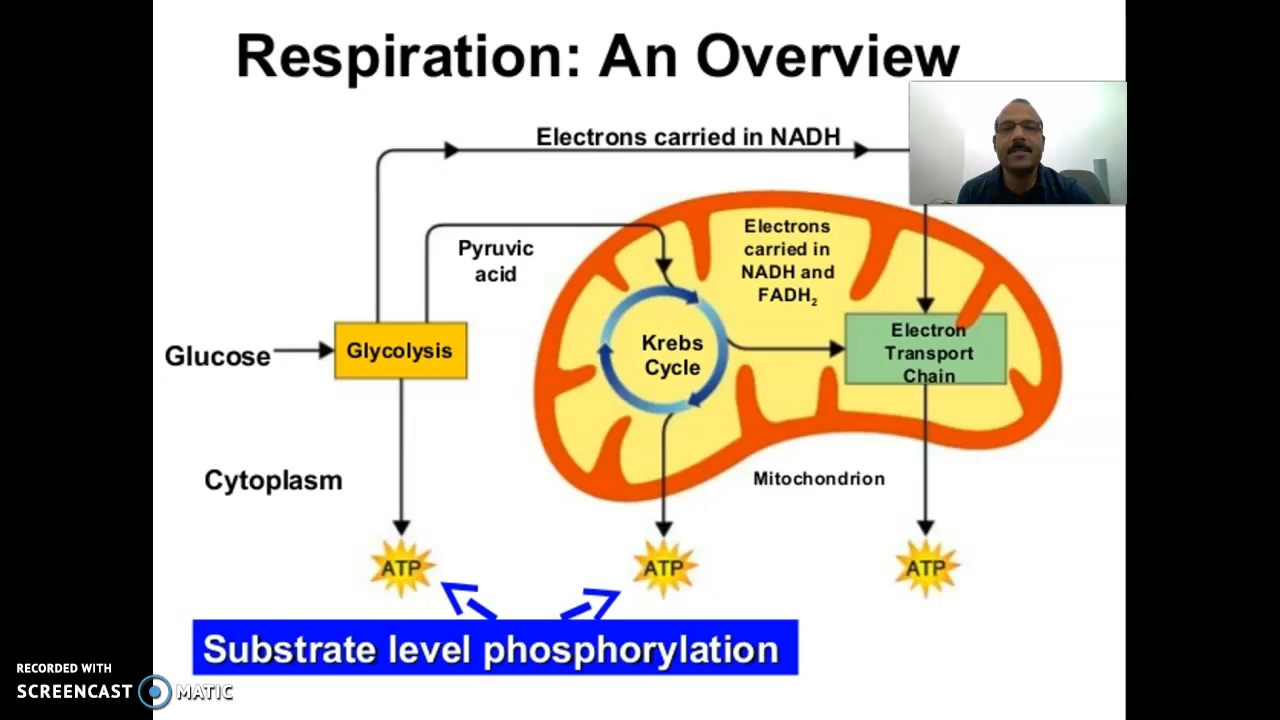 Respiration: An Overview
Electrons carried in NADH
Pyruvic
acid
Electrons
carried in
NADH and
FADH₂
Glucose
Glycolysis
Krebs
Cycle
Electron
Transport
Chain
Cytoplasm
Mitochondrion
ATP
ATP
ATP
Substrate level phosphorylation
RECORDED WITH
SCREENCAST MATIC